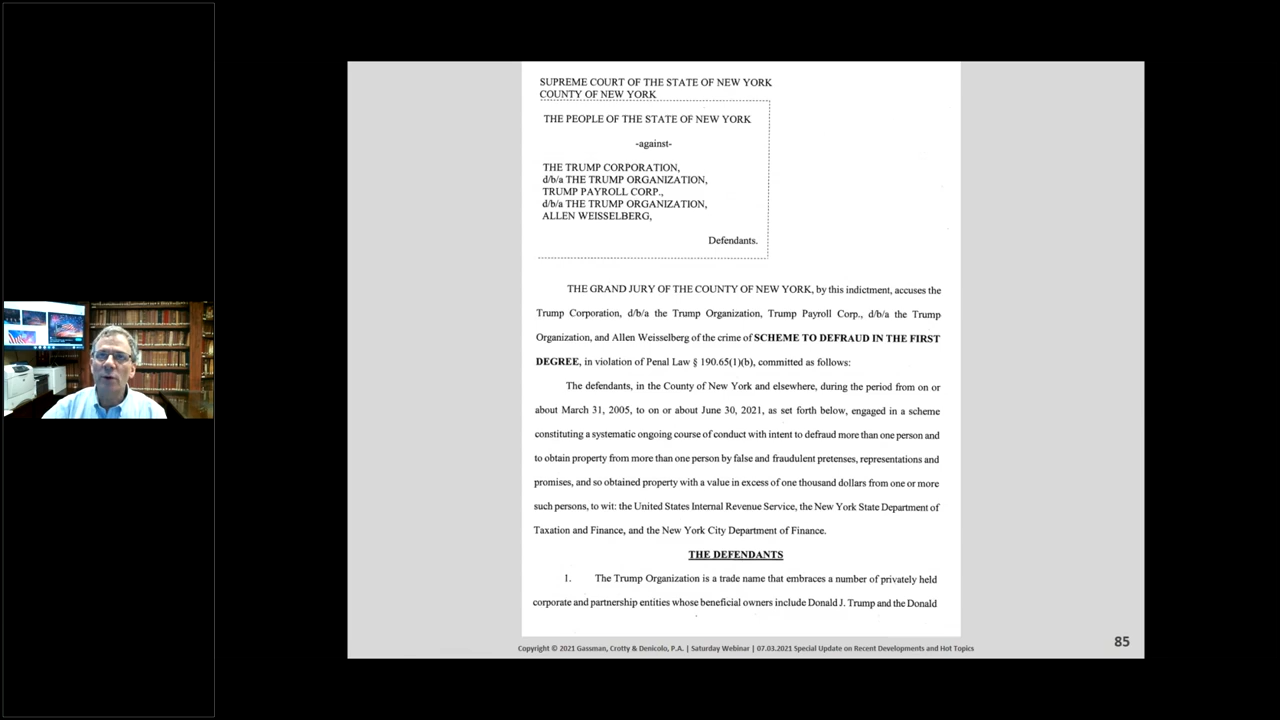 SUPREME COURT OF THE STATE OF NEW YORK
COUNTY OF NEW YORK
THE PEOPLE OF THE STATE OF NEW YORK
-against-
THE TRUMP CORPORATION,
d/b/a THE TRUMP ORGANIZATION,
TRUMP PAYROLL CORP.,
d/b/a THE TRUMP ORGANIZATION,
ALLEN WEISSELBERG,
Defendants.
THE GRAND JURY OF THE COUNTY OF NEW YORK, by this indictment, accuses the
Trump Corporation, d/b/a the Trump Organization, Trump Payroll Corp., d/b/a the Trump
Organization, and Allen Weisselberg of the crime of SCHEME TO DEFRAUD IN THE FIRST
DEGREE, in violation of Penal Law § 190.65(1)(b), committed as follows:
The defendants, in the County of New York and elsewhere, during the period from on or
about March 31, 2005, to on or about June 30, 2021, as set forth below, engaged in a scheme
constituting a systematic ongoing course of conduct with intent to defraud more than one person and
to obtain property from more than one person by false and fraudulent pretenses, representations and
promises, and so obtained property with a value in excess of one thousand dollars from one or more
such persons, to wit: the United States Internal Revenue Service, the New York State Department of
Taxation and Finance, and the New York City Department of Finance.
THE DEFENDANTS
1. The Trump Organization is a trade name that embraces a number of privately held
corporate and partnership entities whose beneficial owners include Donald J. Trump and the Donald
85
Copyright © 2021 Gassman, Crotty & Denicolo, P.A. | Saturday Webinar | 07.03.2021 Special Update on Recent Developments and Hot Topics